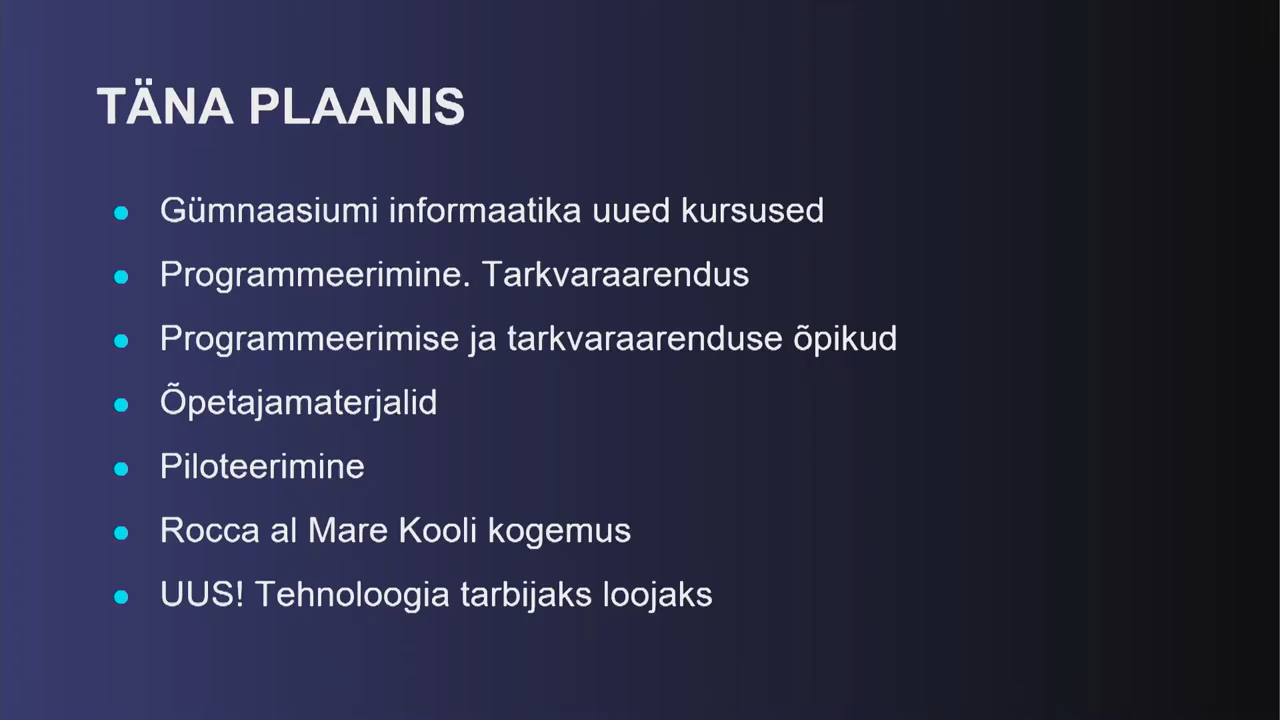 TÄNA PLAANIS
● Gümnaasiumi informaatika uued kursused
● Programmeerimine. Tarkvaraarendus
● Programmeerimise ja tarkvaraarenduse õpikud
● Õpetajamaterjalid
● Piloteerimine
● Rocca al Mare Kooli kogemus
● UUS! Tehnoloogia tarbijaks loojaks